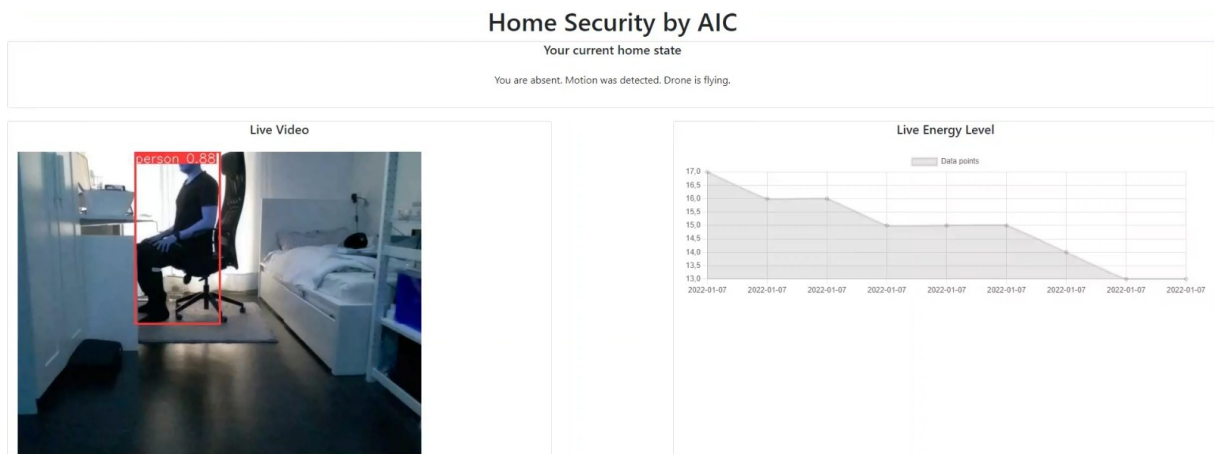 Home Security by AIC
Your current home state
You are absent. Motion was detected. Drone is flying.
Live Video
person 0.88
Live Energy Level
Data points
17,0
16,5
16,0
15,5
15,0
14,5
14,0
13,5
13,0
2022-01-07 2022-01-07 2022-01-07 2022-01-07 2022-01-07 2022-01-07 2022-01-07 2022-01-07 2022-01-07